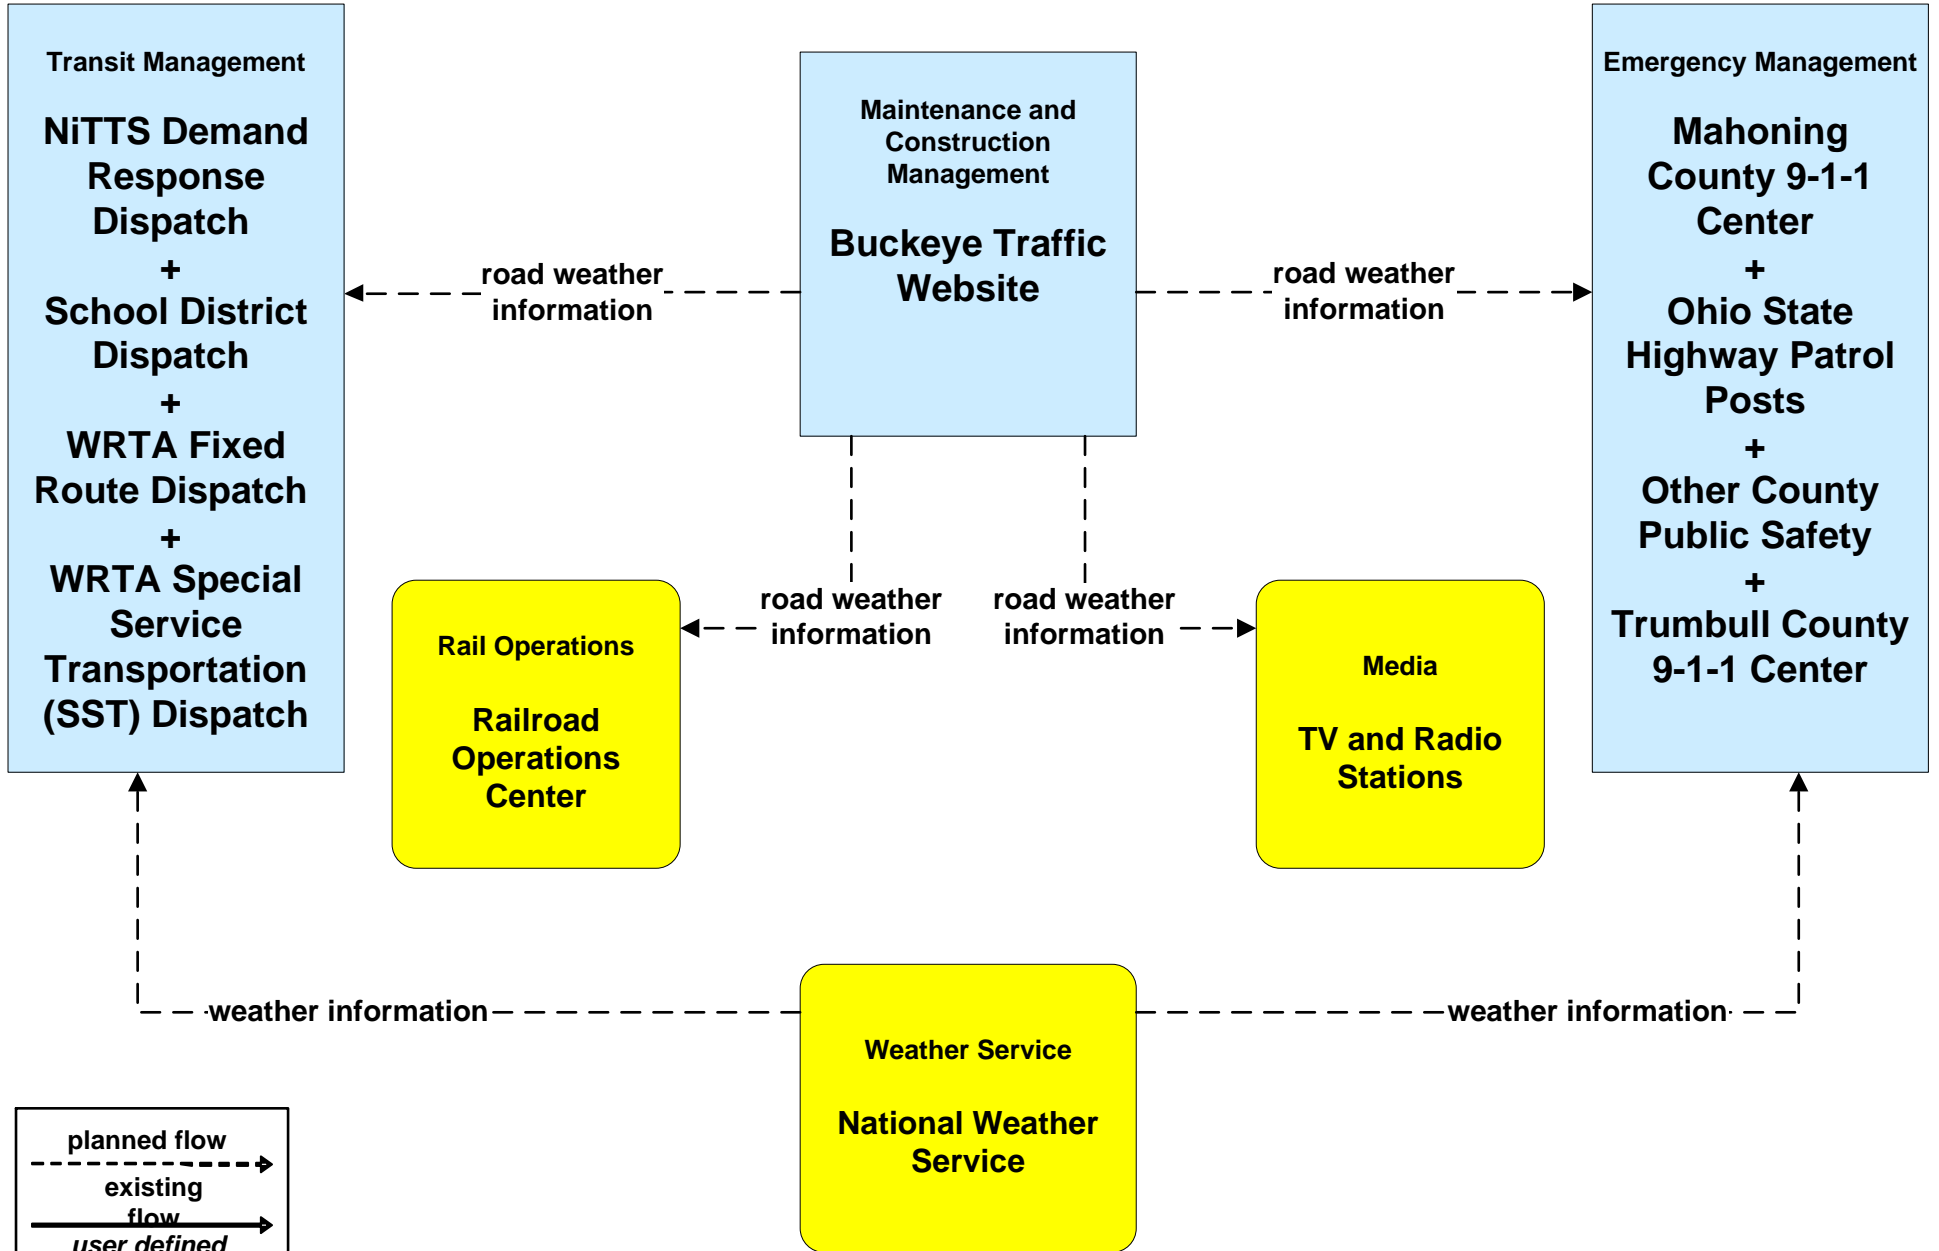 Transit Management
NiTTS Demand
Response
Dispatch
+
School District
Dispatch
+
WRTA Fixed
Route Dispatch
+
WRTA Special
Service
Transportation
(SST) Dispatch
road weather
information
Maintenance and
Construction
Management
Buckeye Traffic
Website
road weather
information
Emergency Management
Mahoning
County 9-1-1
Center
+
Ohio State
Highway Patrol
Posts
+
Other County
Public Safety
+
Trumbull County
9-1-1 Center
Rail Operations
Railroad
Operations
Center
road weather
information
road weather
information
Media
TV and Radio
Stations
weather information
Weather Service
National Weather
Service
weather information
planned flow
existing
flow
user defined